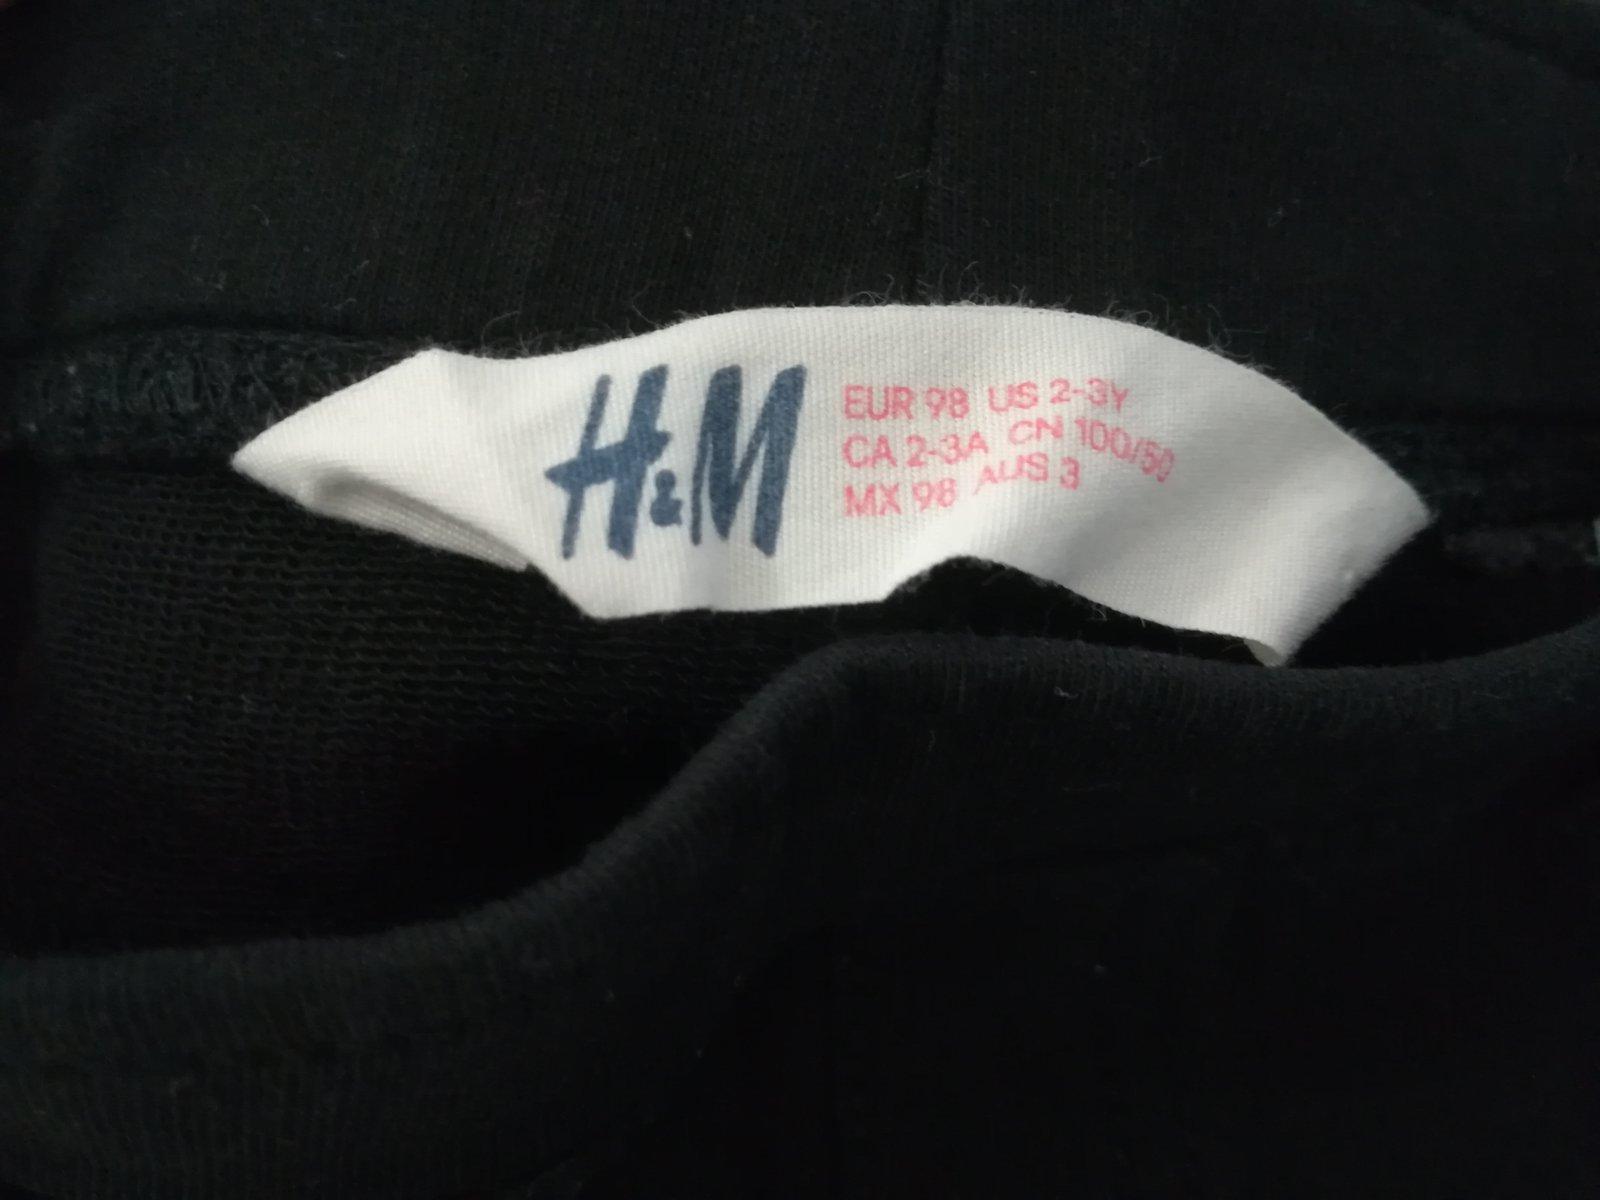 H&M
EUR 98 US 2-3Y
CA 2-3A CN 100/50
MX 98 AUS 3